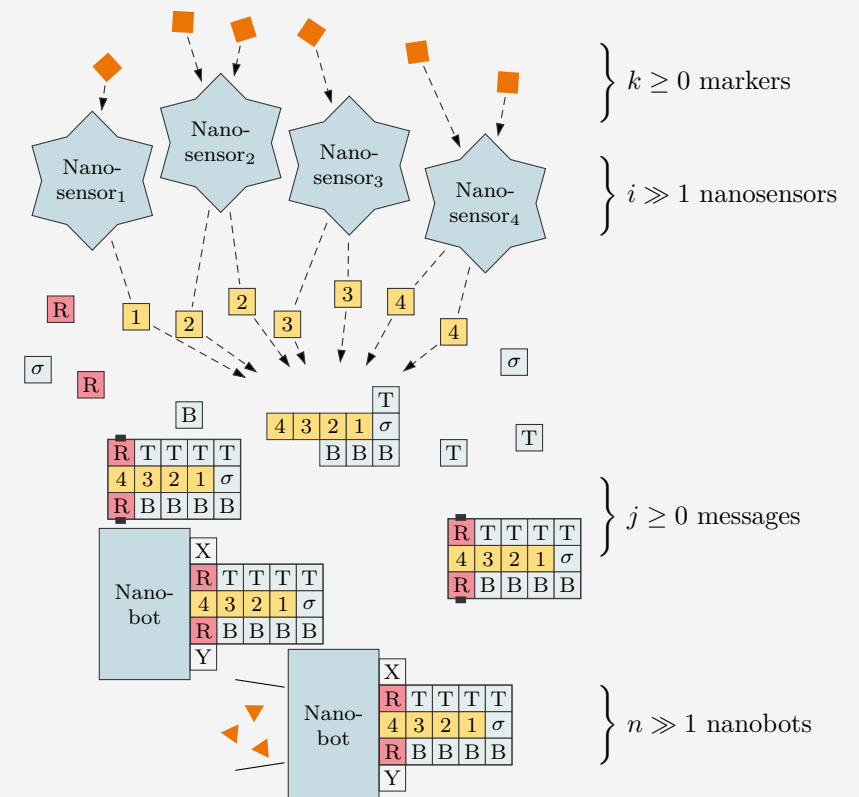 k ≥ 0 markers
Nano-
sensor₁
Nano-
sensor₂
Nano-
sensor₃
Nano-
sensor₄
i ≫ 1 nanosensors
1
2
2
3
3
4
4
R
σ
R
B
σ
T
T
T
4 3 2 1 σ
B B B
R T T T T
4 3 2 1 σ
R B B B B
j ≥ 0 messages
R T T T T
4 3 2 1 σ
R B B B B
Nano-
bot
X
R T T T T
4 3 2 1 σ
R B B B B
Y
Nano-
bot
X
R T T T T
4 3 2 1 σ
R B B B B
Y
n ≫ 1 nanobots